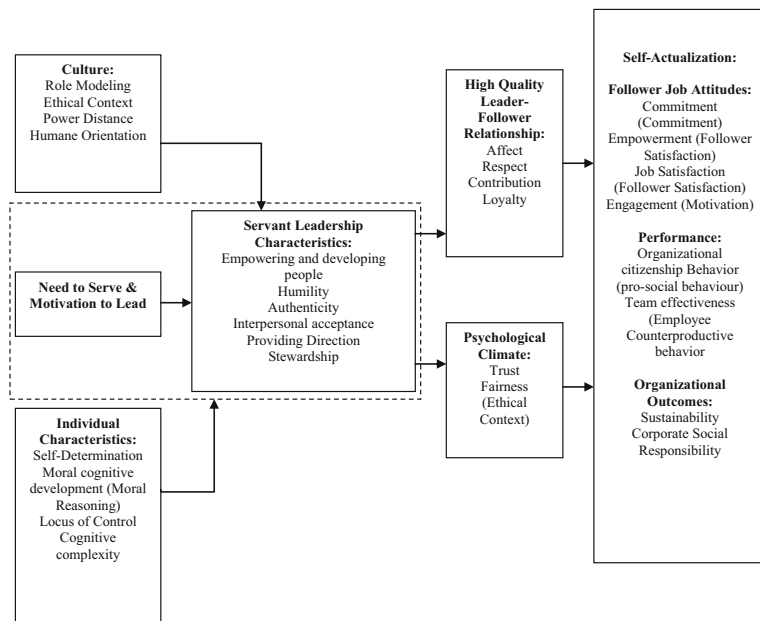 Culture:
Role Modeling
Ethical Context
Power Distance
Humane Orientation
Need to Serve &
Motivation to Lead
Individual
Characteristics:
Self-Determination
Moral cognitive
development (Moral
Reasoning)
Locus of Control
Cognitive
complexity
Servant Leadership
Characteristics:
Empowering and developing
people
Humility
Authenticity
Interpersonal acceptance
Providing Direction
Stewardship
High Quality
Leader-
Follower
Relationship:
Affect
Respect
Contribution
Loyalty
Psychological
Climate:
Trust
Fairness
(Ethical
Context)
Self-Actualization:
Follower Job Attitudes:
Commitment
(Commitment)
Empowerment (Follower
Satisfaction)
Job Satisfaction
(Follower Satisfaction)
Engagement (Motivation)
Performance:
Organizational
citizenship Behavior
(pro-social behaviour)
Team effectiveness
(Employee
Counterproductive
behavior
Organizational
Outcomes:
Sustainability
Corporate Social
Responsibility